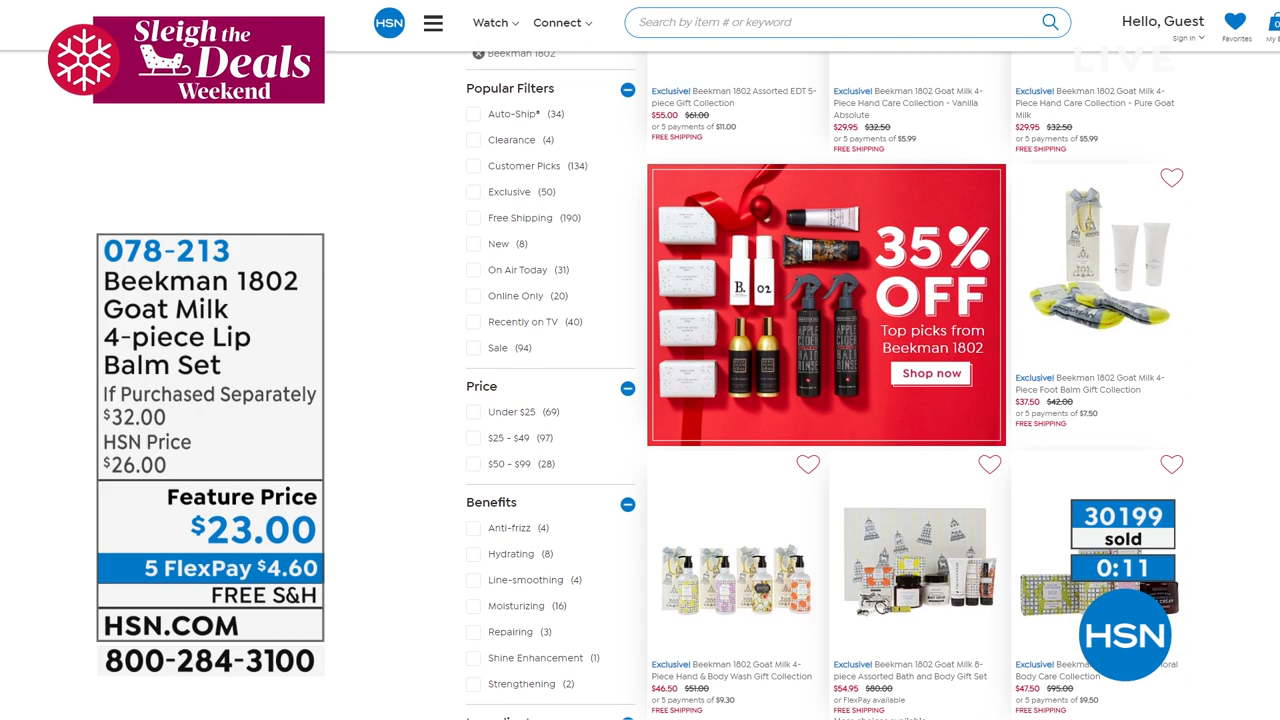 Sleigh the
Deals
Weekend
HSN
Watch
Connect
Search by item # or keyword
Hello, Guest
Sign In
Favorites
0
LIVE
Beekman 1802
Popular Filters
Auto-Ship® (34)
Clearance (4)
Customer Picks (134)
Exclusive (50)
Free Shipping (190)
New (8)
On Air Today (31)
Online Only (20)
Recently on TV (40)
Sale (94)
Price
Under $25 (69)
$25 - $49 (97)
$50 - $99 (28)
Benefits
Anti-frizz (4)
Hydrating (8)
Line-smoothing (4)
Moisturizing (16)
Repairing (3)
Shine Enhancement (1)
Strengthening (2)
078-213
Beekman 1802
Goat Milk
4-piece Lip
Balm Set
If Purchased Separately
$32.00
HSN Price
$26.00
Feature Price
$23.00
5 FlexPay $4.60
FREE S&H
HSN.COM
800-284-3100
Exclusive! Beekman 1802 Assorted EDT 5-
piece Gift Collection
$55.00 $61.00
or 5 payments of $11.00
FREE SHIPPING
Exclusive! Beekman 1802 Goat Milk 4-
Piece Hand Care Collection - Vanilla
Absolute
$29.95 $32.50
or 5 payments of $5.99
FREE SHIPPING
Exclusive! Beekman 1802 Goat Milk 4-
Piece Hand Care Collection - Pure Goat
Milk
$29.95 $32.50
or 5 payments of $5.99
FREE SHIPPING
B.
02
APPLE
CIDER
HAIR
RINSE
APPLE
CIDER
HAIR
RINSE
35%
OFF
Top picks from
Beekman 1802
Shop now
Exclusive! Beekman 1802 Goat Milk 4-
Piece Foot Balm Gift Collection
$37.50 $42.00
or 5 payments of $7.50
FREE SHIPPING
Exclusive! Beekman 1802 Goat Milk 4-
Piece Hand & Body Wash Gift Collection
$46.50 $51.00
or 5 payments of $9.30
FREE SHIPPING
Exclusive! Beekman 1802 Goat Milk 8-
piece Assorted Bath and Body Gift Set
$54.95 $80.00
or FlexPay available
FREE SHIPPING
Exclusive!
Body Care Collection
$47.50 $95.00
or 5 payments of $9.50
FREE SHIPPING
30199
sold
0:11
HSN